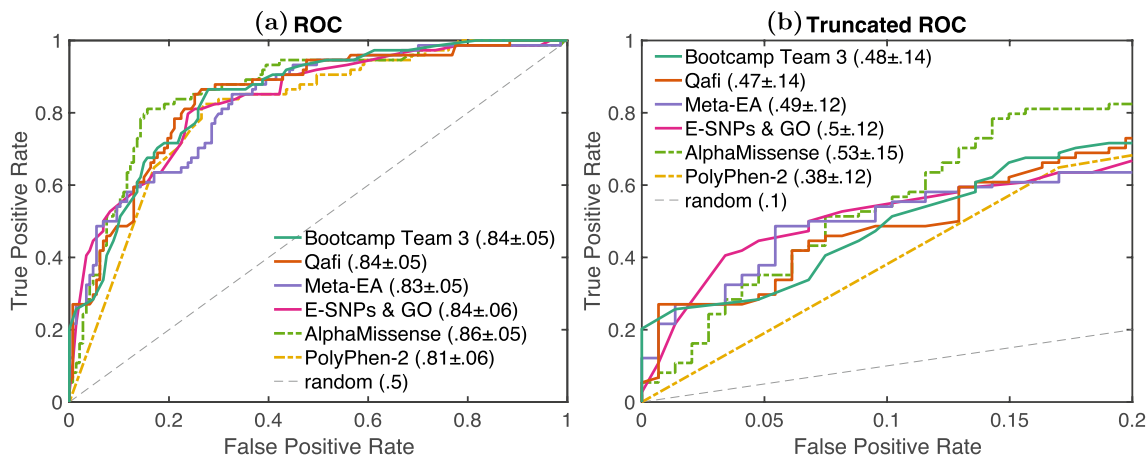 (a) ROC
True Positive Rate
1
0.8
0.6
0.4
0.2
0
Bootcamp Team 3 (.84±.05)
Qafi (.84±.05)
Meta-EA (.83±.05)
E-SNPs & GO (.84±.06)
AlphaMissense (.86±.05)
PolyPhen-2 (.81±.06)
random (.5)
0 0.2 0.4 0.6 0.8 1
False Positive Rate
(b) Truncated ROC
True Positive Rate
1
0.8
0.6
0.4
0.2
0
Bootcamp Team 3 (.48±.14)
Qafi (.47±.14)
Meta-EA (.49±.12)
E-SNPs & GO (.5±.12)
AlphaMissense (.53±.15)
PolyPhen-2 (.38±.12)
random (.1)
0 0.05 0.1 0.15 0.2
False Positive Rate